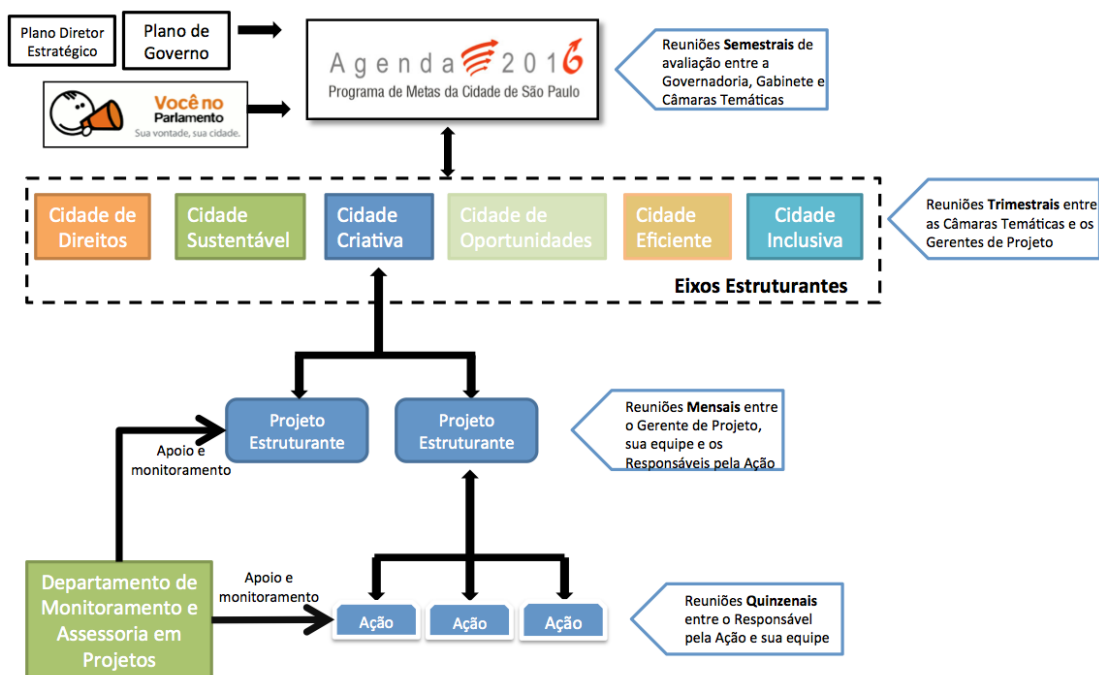 Plano Diretor
Estratégico
Plano de
Governo
Agenda 2016
Programa de Metas da Cidade de São Paulo
Reuniões Semestrais de
avaliação entre a
Governadoria, Gabinete e
Câmaras Temáticas
Você no
Parlamento
Sua vontade, sua cidade.
Cidade de
Direitos
Cidade
Sustentável
Cidade
Criativa
Cidade de
Oportunidades
Cidade
Eficiente
Cidade
Inclusiva
Eixos Estruturantes
Reuniões Trimestrais entre
as Câmaras Temáticas e os
Gerentes de Projeto
Projeto
Estruturante
Projeto
Estruturante
Reuniões Mensais entre
o Gerente de Projeto,
sua equipe e os
Responsáveis pela Ação
Apoio e
monitoramento
Departamento de
Monitoramento e
Assessoria em
Projetos
Apoio e
monitoramento
Ação
Ação
Ação
Reuniões Quinzenais
entre o Responsável
pela Ação e sua equipe